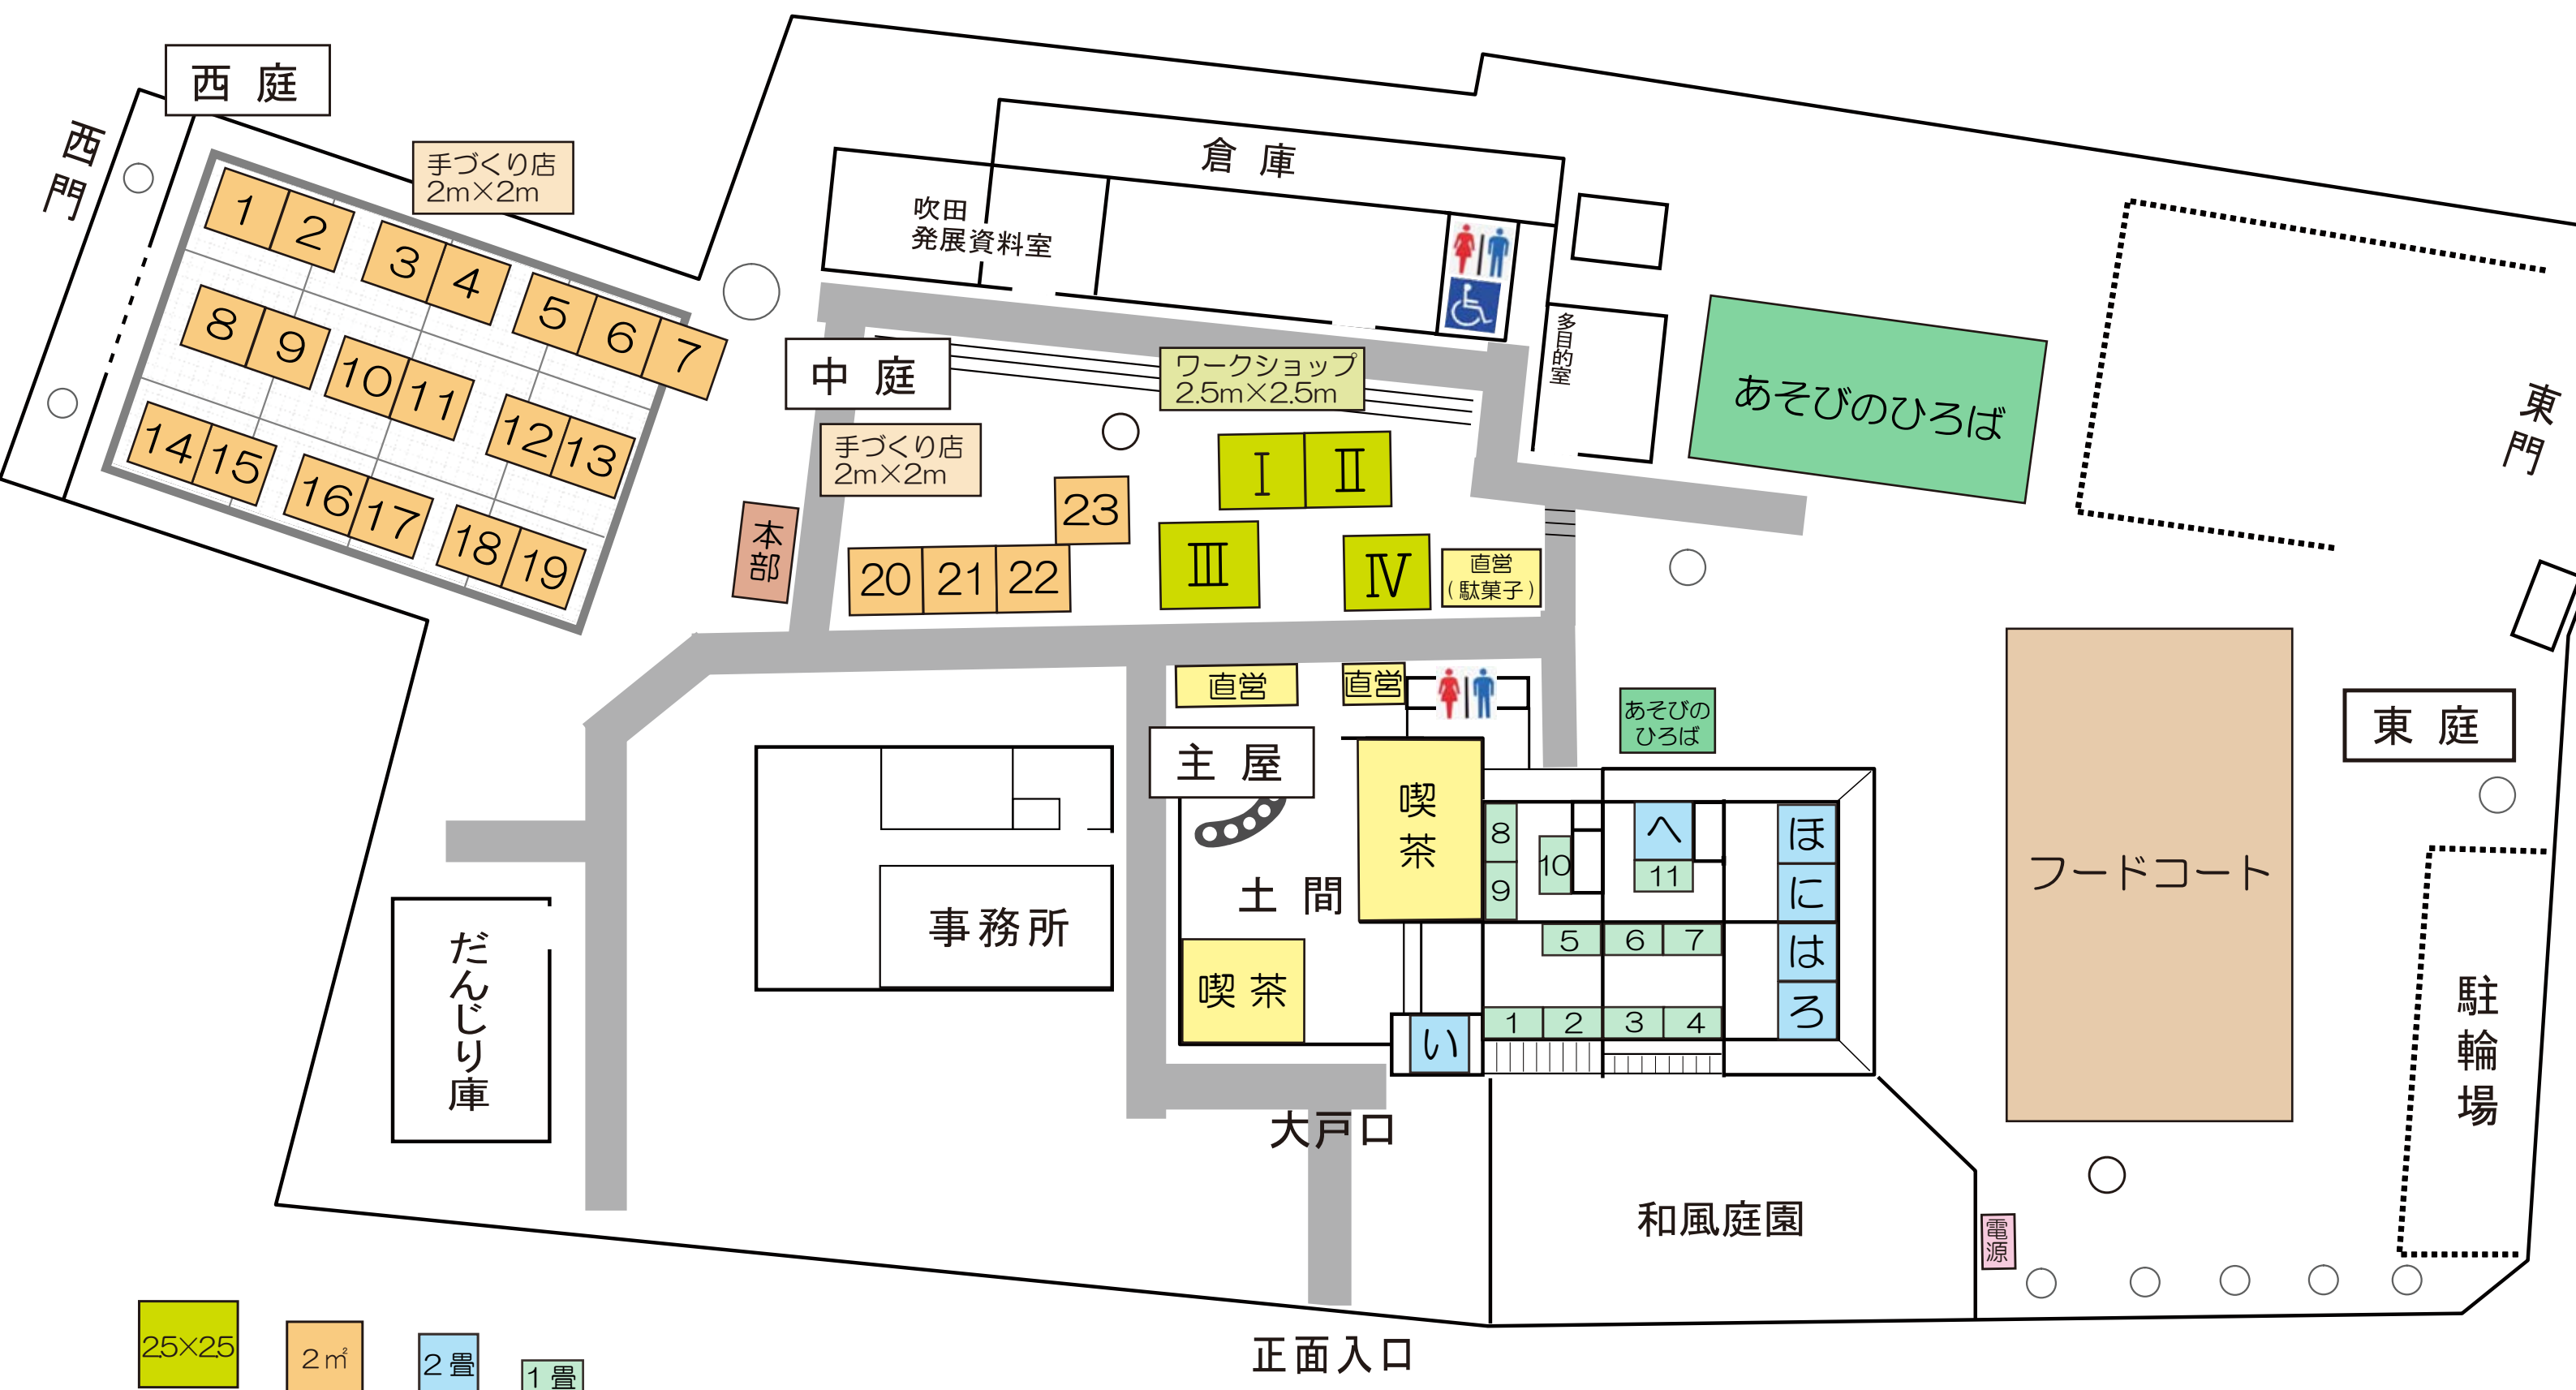 西庭
西門
手づくり店
2m×2m
1 2
3 4
5 6 7
8 9
10 11
12 13
14 15
16 17
18 19
倉庫
吹田
発展資料室
多目的室
中庭
ワークショップ
2.5m×2.5m
手づくり店
2m×2m
本部
23
20 21 22
Ⅰ Ⅱ
Ⅲ
Ⅳ
直営
(駄菓子)
あそびのひろば
東門
直営
直営
主屋
あそびの
ひろば
東庭
喫茶
土間
喫茶
事務所
だんじり庫
8
9
10
へ
11
ほ
に
は
ろ
5 6 7
1 2 3 4
い
フードコート
駐輪場
大戸口
和風庭園
電源
正面入口
2.5×2.5
2㎡
2畳
1畳